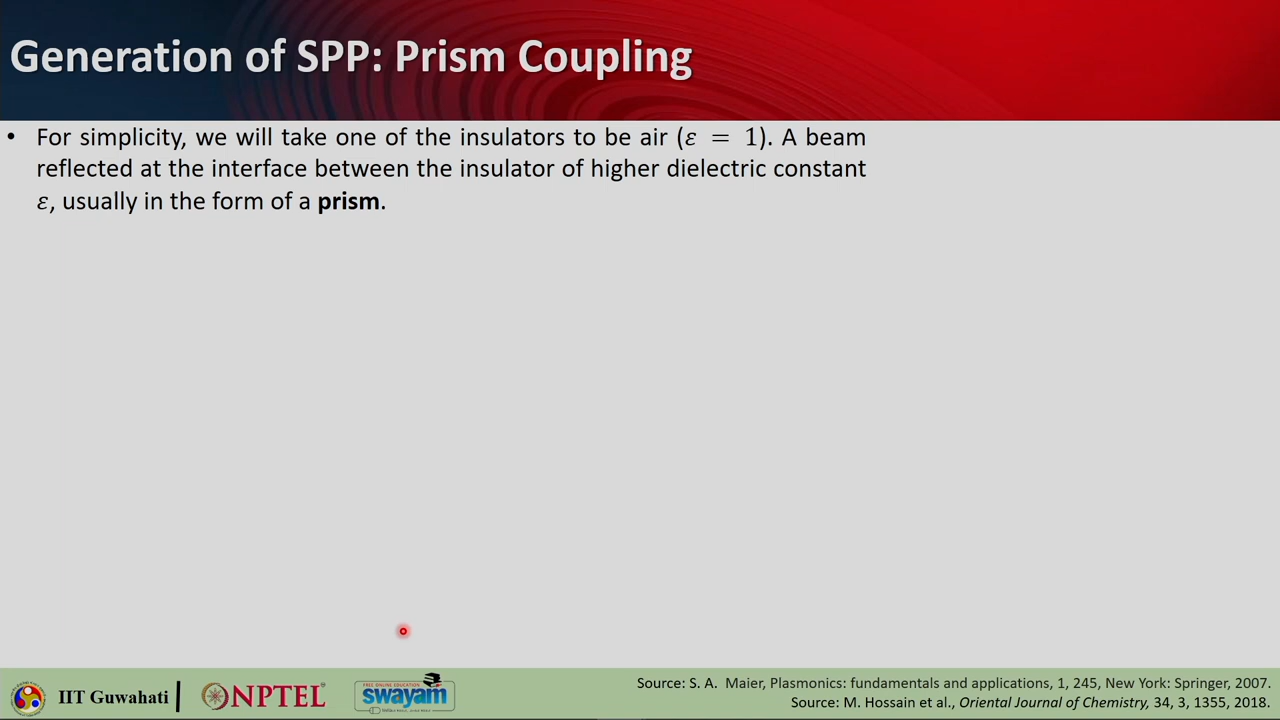 Generation of SPP: Prism Coupling
• For simplicity, we will take one of the insulators to be air (ε = 1). A beam
reflected at the interface between the insulator of higher dielectric constant
ε, usually in the form of a prism.
IIT Guwahati
NPTEL
FREE ONLINE EDUCATION
swayam
Source: S. A. Maier, Plasmonics: fundamentals and applications, 1, 245, New York: Springer, 2007.
Source: M. Hossain et al., Oriental Journal of Chemistry, 34, 3, 1355, 2018.